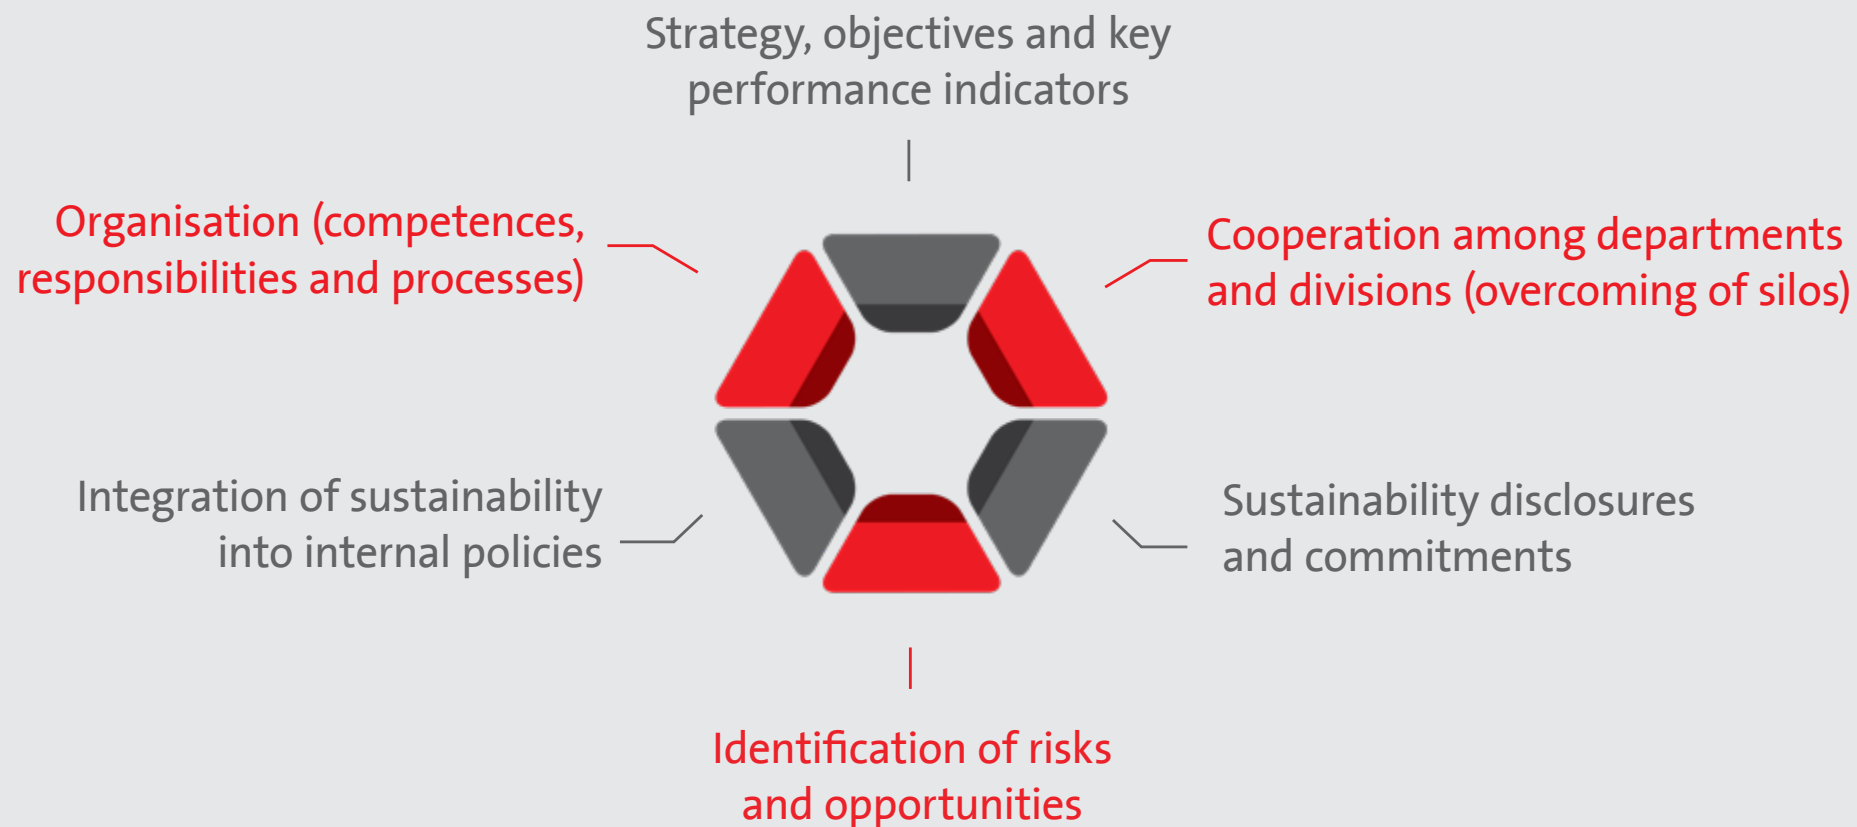 Strategy, objectives and key
performance indicators
Organisation (competences,
responsibilities and processes)
Cooperation among departments
and divisions (overcoming of silos)
Integration of sustainability
into internal policies
Sustainability disclosures
and commitments
Identification of risks
and opportunities